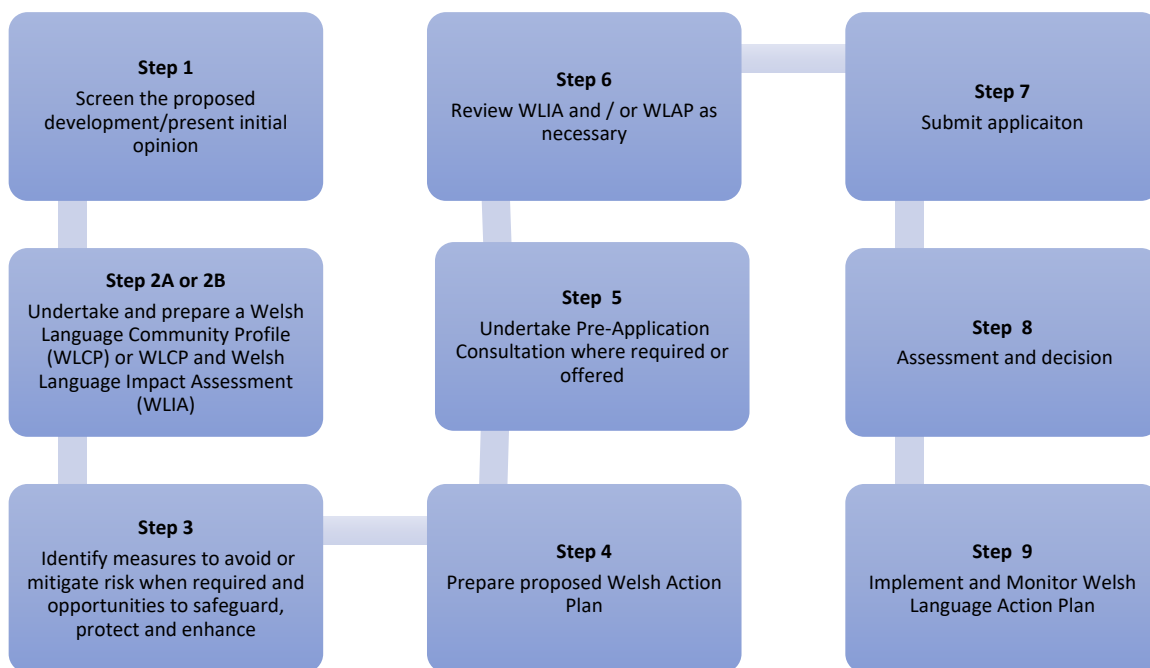 Step 1
Screen the proposed
development/present initial
opinion
Step 2A or 2B
Undertake and prepare a Welsh
Language Community Profile
(WLCP) or WLCP and Welsh
Language Impact Assessment
(WLIA)
Step 3
Identify measures to avoid or
mitigate risk when required and
opportunities to safeguard,
protect and enhance
Step 4
Prepare proposed Welsh Action
Plan
Step 5
Undertake Pre-Application
Consultation where required or
offered
Step 6
Review WLIA and / or WLAP as
necessary
Step 7
Submit applicaiton
Step 8
Assessment and decision
Step 9
Implement and Monitor Welsh
Language Action Plan